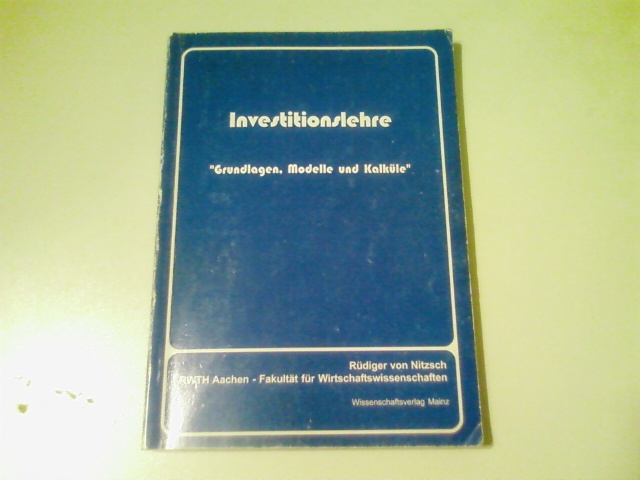 Investitionslehre
"Grundlagen, Modelle und Kalküle"
Rüdiger von Nitzsch
RWTH Aachen - Fakultät für Wirtschaftswissenschaften
Wissenschaftsverlag Mainz